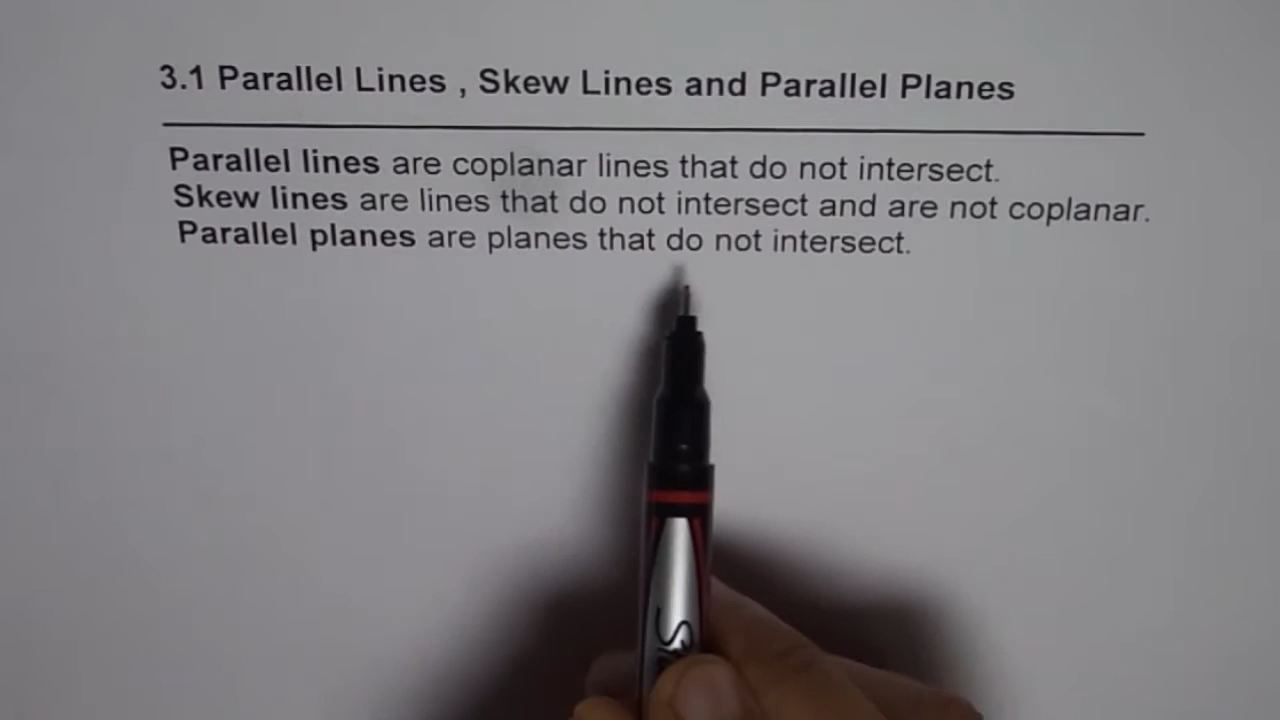 3.1 Parallel Lines , Skew Lines and Parallel Planes
Parallel lines are coplanar lines that do not intersect.
Skew lines are lines that do not intersect and are not coplanar.
Parallel planes are planes that do not intersect.